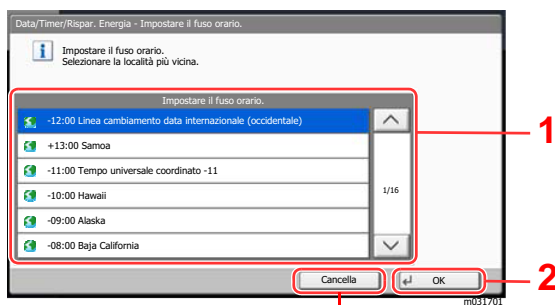 Data/Timer/Rispar. Energia - Impostare il fuso orario.
Impostare il fuso orario.
Selezionare la località più vicina.
Impostare il fuso orario.
-12:00 Linea cambiamento data internazionale (occidentale)
1
+13:00 Samoa
-11:00 Tempo universale coordinato -11
-10:00 Hawaii
1/16
-09:00 Alaska
-08:00 Baja California
Cancella
OK
2
m031701